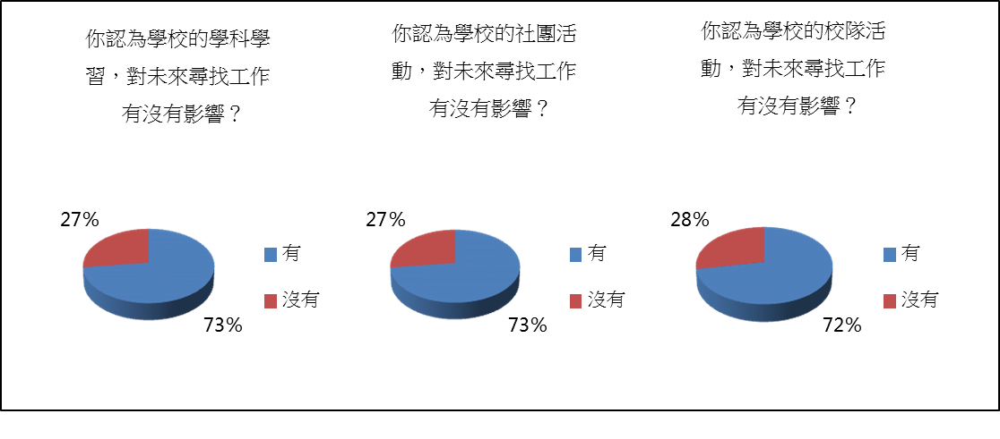 你認為學校的學科學
習，對未來尋找工作
有沒有影響？
27%
73%
有
沒有
你認為學校的社團活
動，對未來尋找工作
有沒有影響？
27%
73%
有
沒有
你認為學校的校隊活
動，對未來尋找工作
有沒有影響？
28%
72%
有
沒有